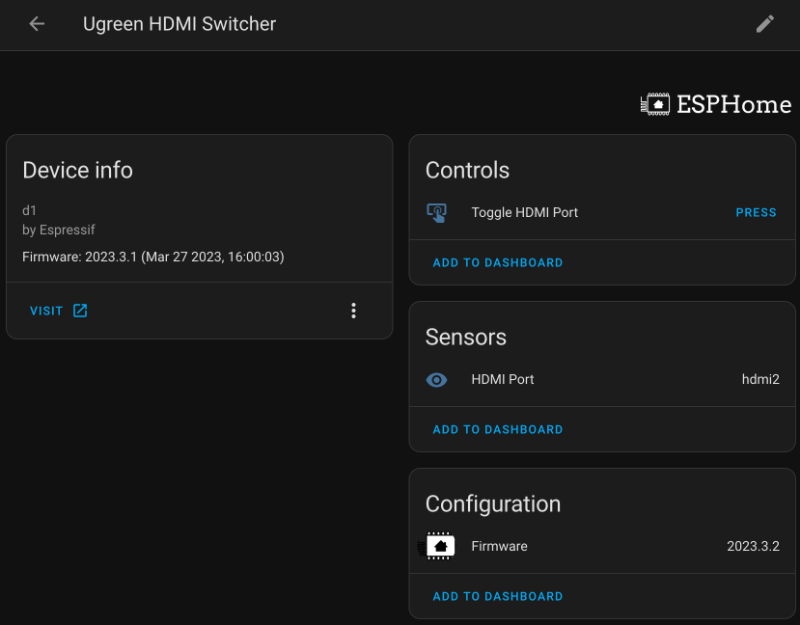 Ugreen HDMI Switcher
ESPHome
Device info
d1
by Espressif
Firmware: 2023.3.1 (Mar 27 2023, 16:00:03)
VISIT
Controls
Toggle HDMI Port PRESS
ADD TO DASHBOARD
Sensors
HDMI Port hdmi2
ADD TO DASHBOARD
Configuration
Firmware 2023.3.2
ADD TO DASHBOARD